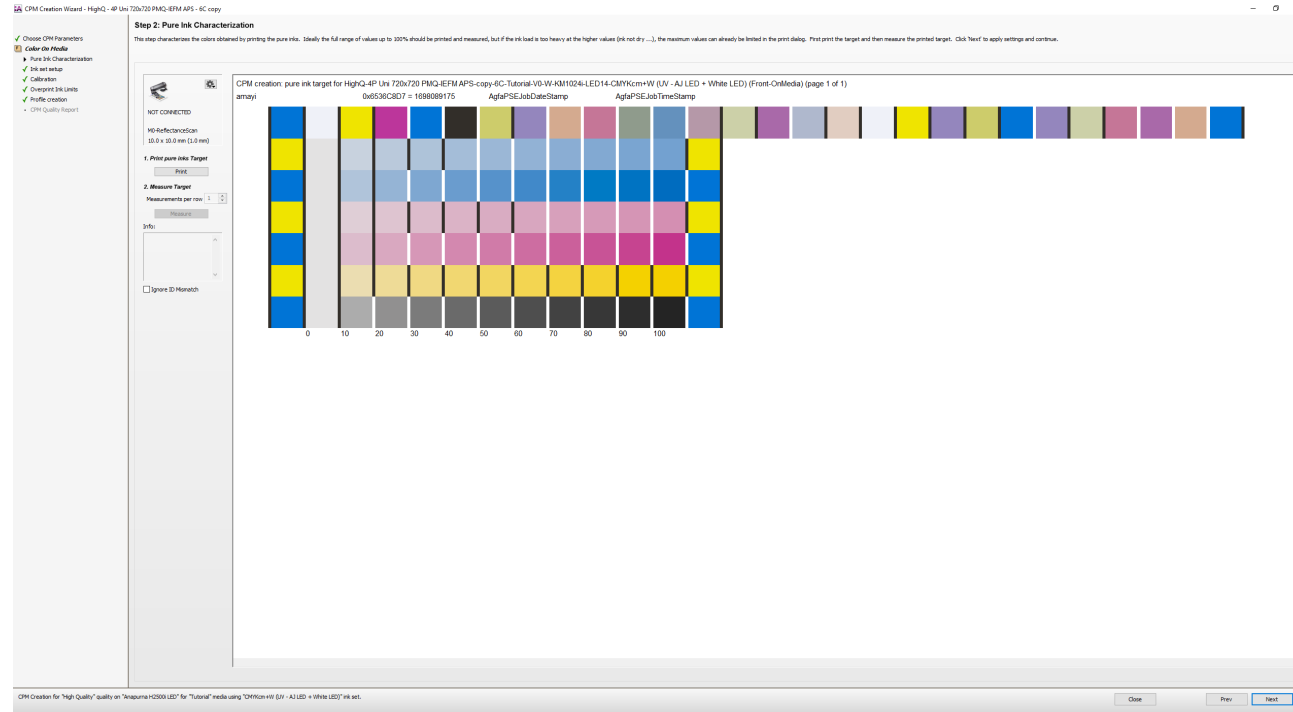 CPM Creation Wizard - HighQ - 4P Uni 720x720 PMQ-IEFM APS - 6C copy
Step 2: Pure Ink Characterization
This step characterizes the colors obtained by printing the pure inks. Ideally the full range of values up to 100% should be printed and measured, but if the ink load is too heavy at the higher values (ink not dry ...), the maximum values can already be limited in the print dialog. First print the target and then measure the printed target. Click 'Next' to apply settings and continue.
Choose CPM Parameters
Color On Media
Pure Ink Characterization
Ink set setup
Calibration
Overprint Ink Limits
Profile creation
CPM Quality Report
NOT CONNECTED
M0-ReflectanceScan
10.0 x 10.0 mm (1.0 mm)
1. Print pure inks Target
Print
2. Measure Target
Measurements per row 1
Measure
Info:
Ignore ID Mismatch
CPM creation: pure ink target for HighQ-4P Uni 720x720 PMQ-IEFM APS-copy-6C-Tutorial-V0-W-KM1024i-LED14-CMYKcm+W (UV - AJ LED + White LED) (Front-OnMedia) (page 1 of 1)
amayi 0x6536C8D7 = 1698089175 AgfaPSEJobDateStamp AgfaPSEJobTimeStamp
0 10 20 30 40 50 60 70 80 90 100
CPM Creation for "High Quality" quality on "Anapurna H2500i LED" for "Tutorial" media using "CMYKcm+W (UV - AJ LED + White LED)" ink set.
Close Prev Next